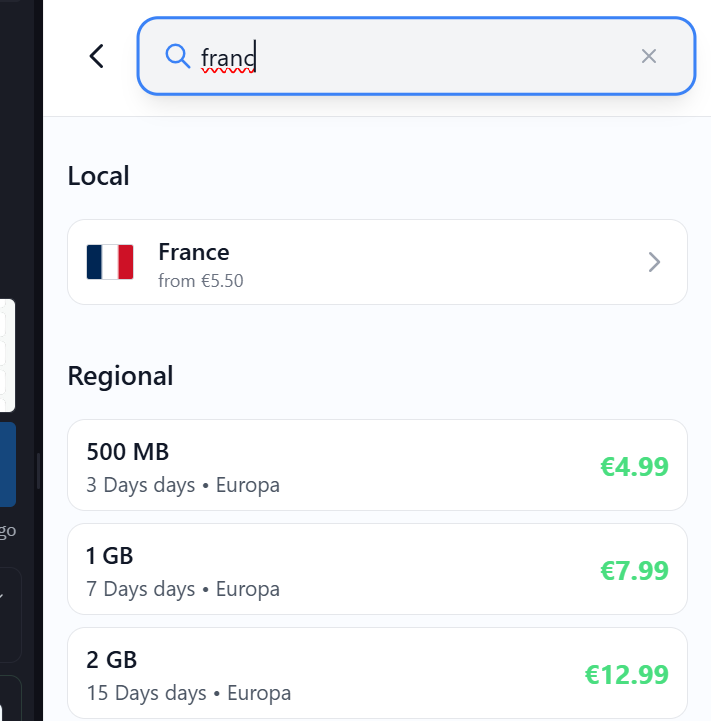 franc
Local
France
from €5.50
Regional
500 MB
€4.99
3 Days days • Europa
1 GB
€7.99
7 Days days • Europa
go
2 GB
€12.99
15 Days days • Europa